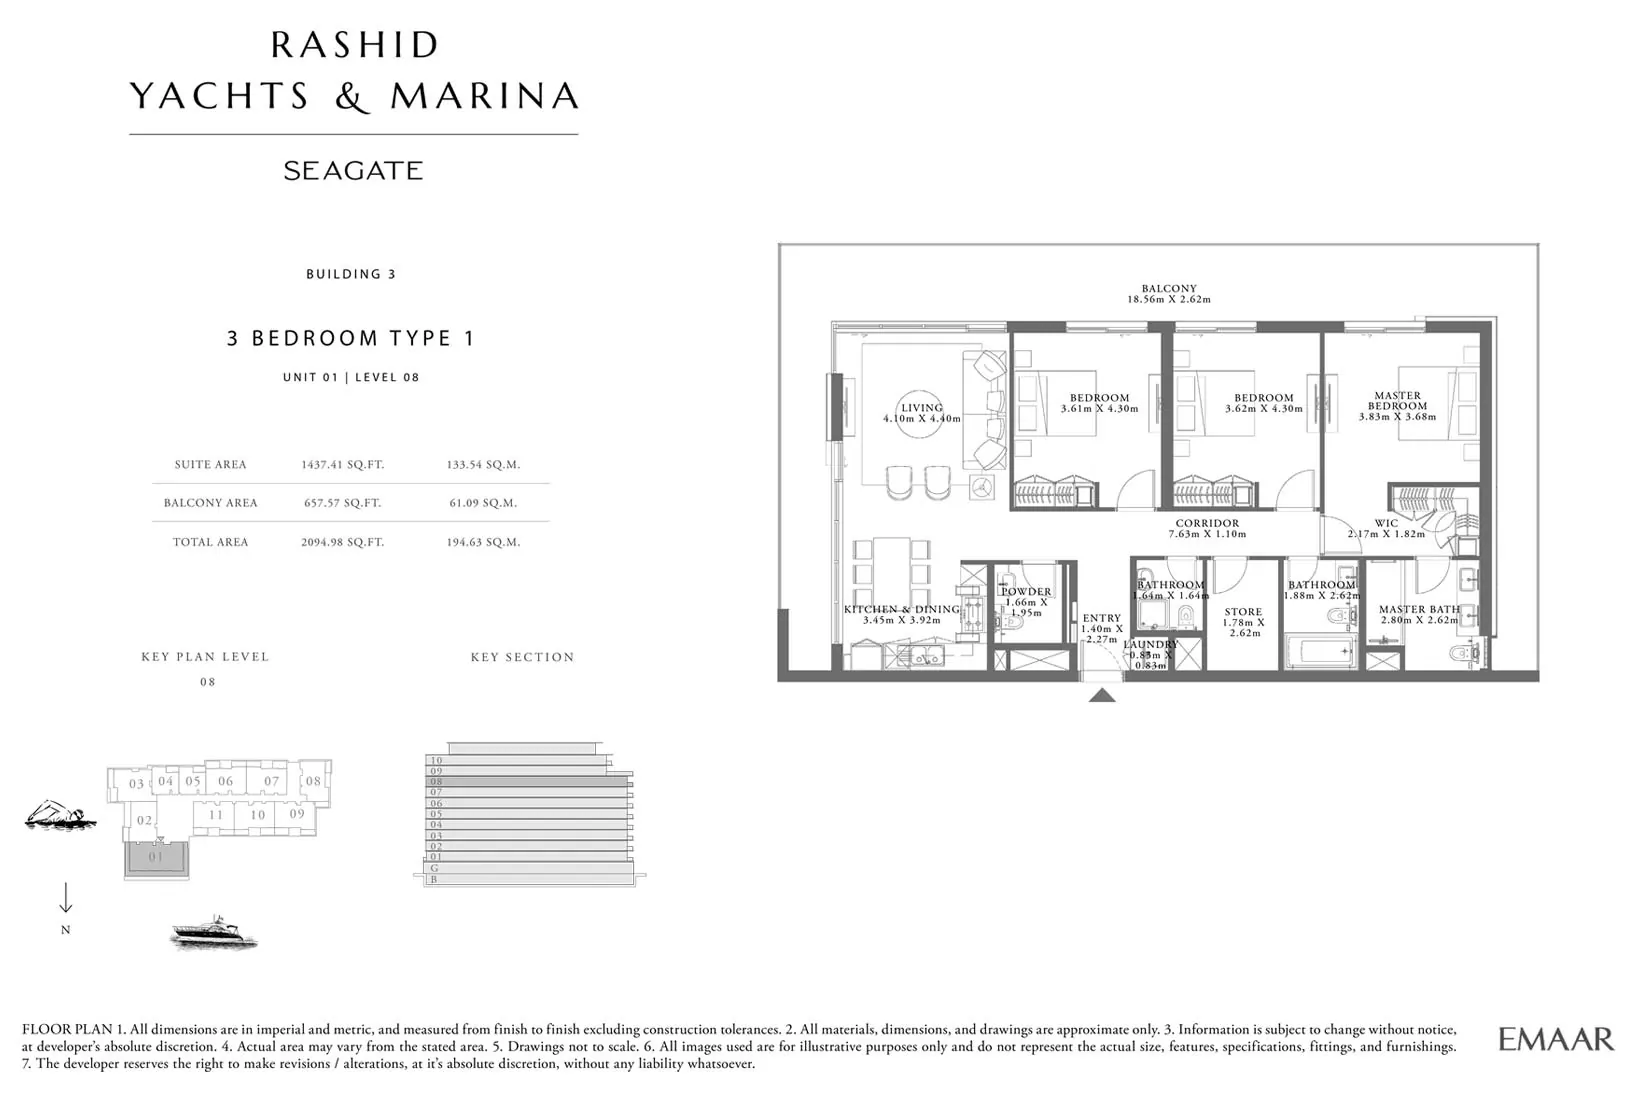 RASHID
YACHTS & MARINA
SEAGATE
BUILDING 3
3 BEDROOM TYPE 1
UNIT 01 | LEVEL 08
SUITE AREA 1437.41 SQ.FT. 133.54 SQ.M.
BALCONY AREA 657.57 SQ.FT. 61.09 SQ.M.
TOTAL AREA 2094.98 SQ.FT. 194.63 SQ.M.
KEY PLAN LEVEL
08
KEY SECTION
03 04 05 06 07 08
02 11 10 09
01
N
10
09
08
07
06
05
04
03
02
01
G
B
BALCONY
18.56m X 2.62m
LIVING
4.10m X 4.40m
BEDROOM
3.61m X 4.30m
BEDROOM
3.62m X 4.30m
MASTER
BEDROOM
3.83m X 3.68m
CORRIDOR
7.63m X 1.10m
WIC
2.17m X 1.82m
KITCHEN & DINING
3.45m X 3.92m
POWDER
1.66m X
1.95m
ENTRY
1.40m X
2.27m
BATHROOM
1.64m X 1.64m
LAUNDRY
0.83m X
0.83m
STORE
1.78m X
2.62m
BATHROOM
1.88m X 2.62m
MASTER BATH
2.80m X 2.62m
FLOOR PLAN 1. All dimensions are in imperial and metric, and measured from finish to finish excluding construction tolerances. 2. All materials, dimensions, and drawings are approximate only. 3. Information is subject to change without notice,
at developer's absolute discretion. 4. Actual area may vary from the stated area. 5. Drawings not to scale. 6. All images used are for illustrative purposes only and do not represent the actual size, features, specifications, fittings, and furnishings.
7. The developer reserves the right to make revisions / alterations, at it's absolute discretion, without any liability whatsoever.
EMAAR